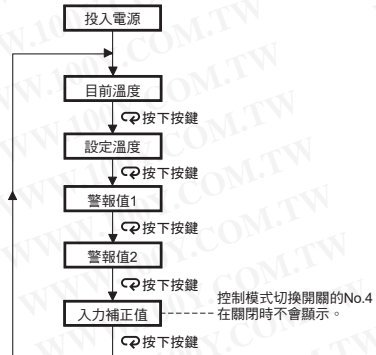 投入電源
目前溫度
按下按鍵
設定溫度
按下按鍵
警報值1
按下按鍵
警報值2
按下按鍵
入力補正值
控制模式切換開關的No.4
在關閉時不會顯示。
按下按鍵
WWW.100Y.COM.TW